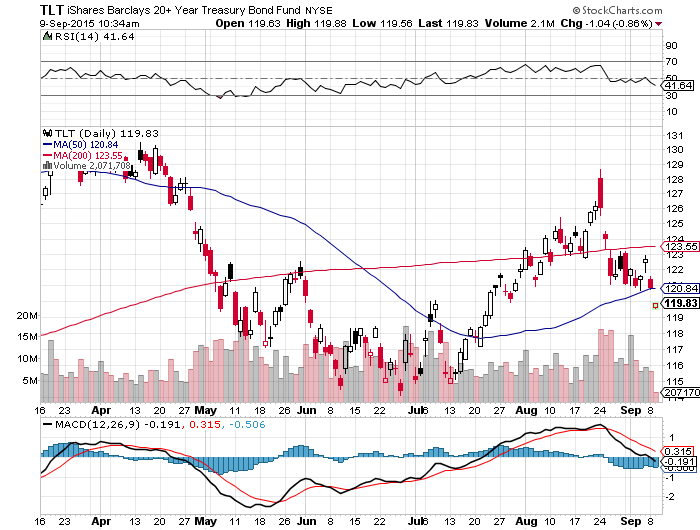 TLT iShares Barclays 20+ Year Treasury Bond Fund NYSE © StockCharts.com
9-Sep-2015 10:34am Open 119.63 High 119.88 Low 119.56 Last 119.83 Volume 2.1M Chg -1.04 (-0.86%)
RSI(14) 41.64
90
70
50
41.64
30
10
TLT (Daily) 119.83
MA(50) 120.84
MA(200) 123.55
Volume 2,071,708
131
130
129
128
127
126
125
124
123.55
123
122
121
120.84
119.83
119
118
117
116
115
114
20M
15M
10M
5M
207170
16 23 Apr 13 20 27 May 11 18 26 Jun 8 15 22 Jul 6 13 20 27 Aug 10 17 24 Sep 8
MACD(12,26,9) -0.191, 0.315, -0.506
1
0.315
-0.191
-1
-2
16 23 Apr 13 20 27 May 11 18 26 Jun 8 15 22 Jul 6 13 20 27 Aug 10 17 24 Sep 8